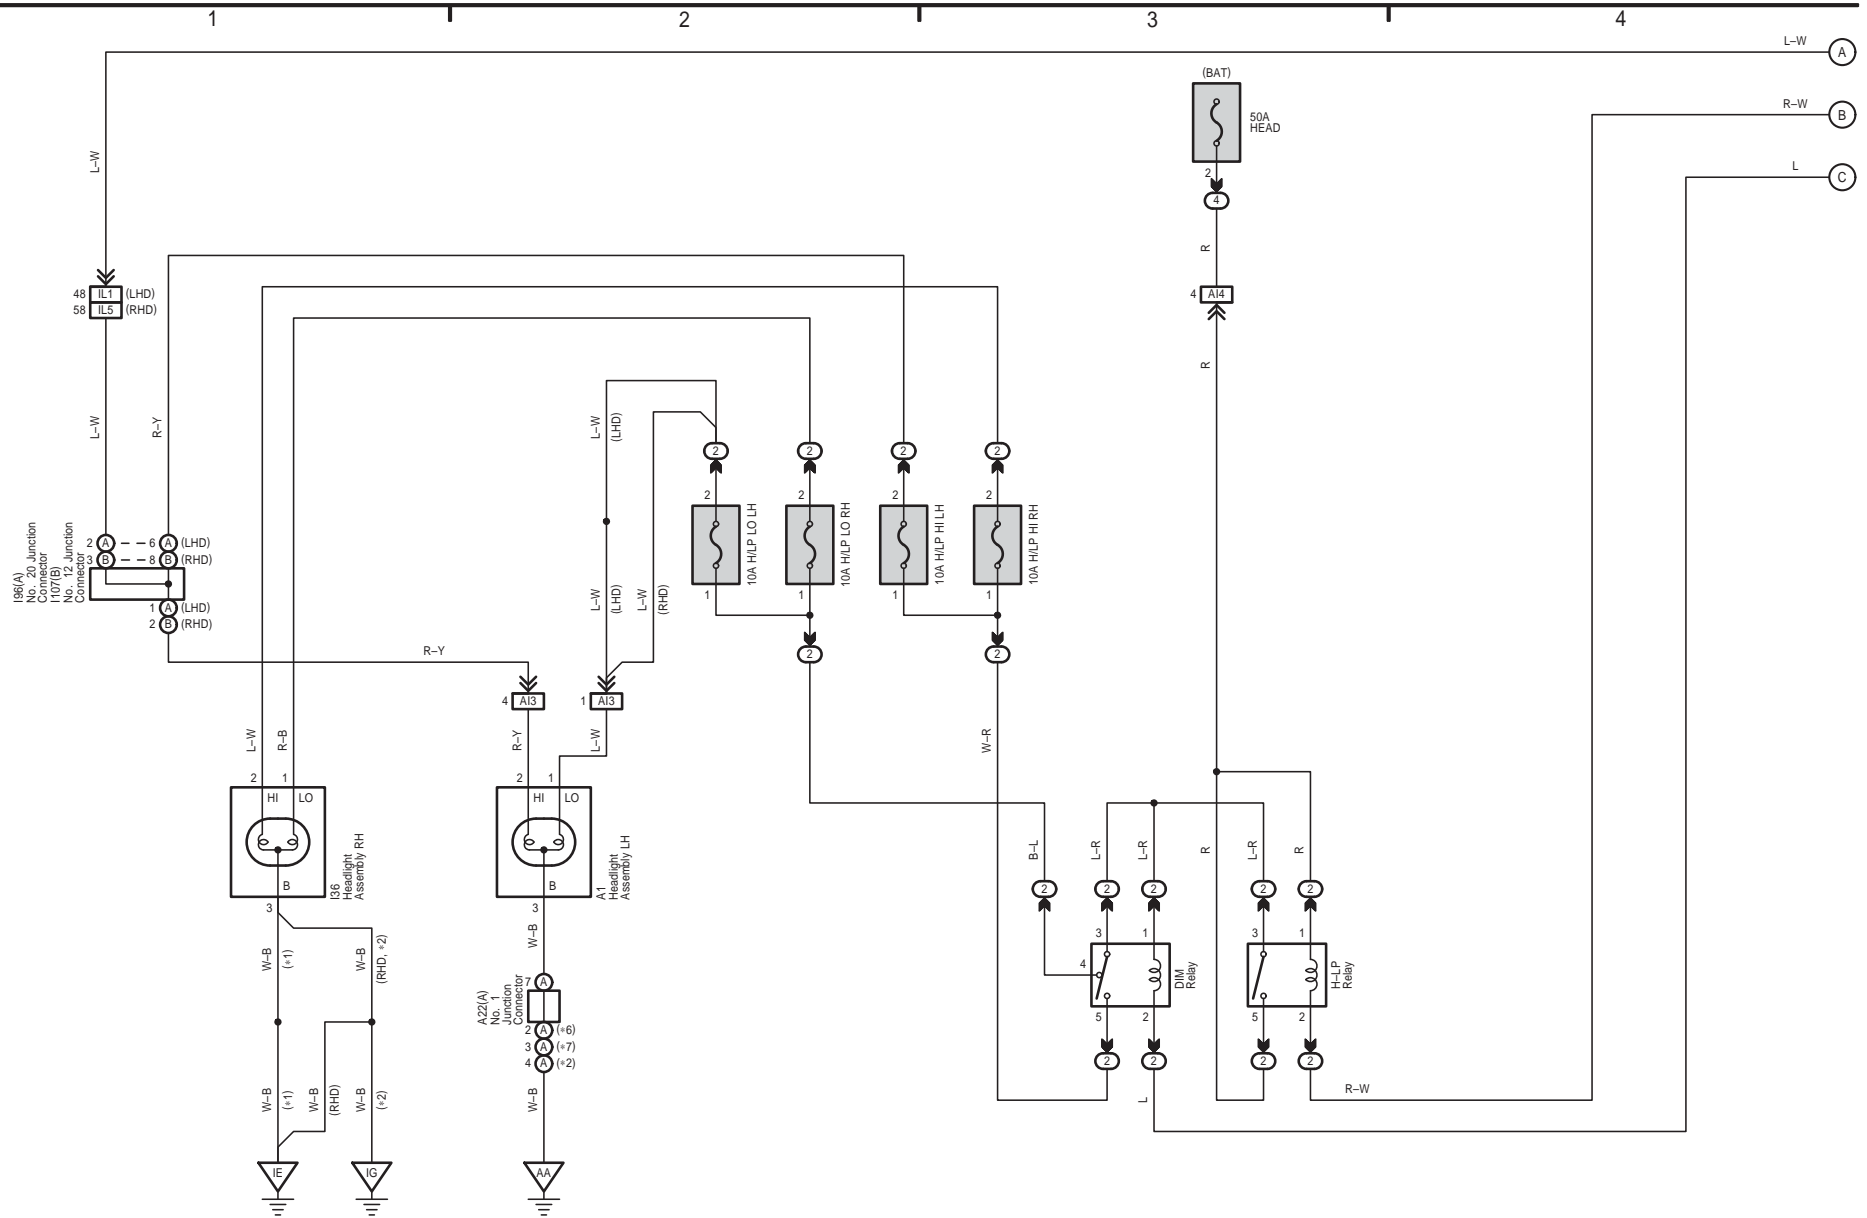 1
2
3
4
L–W
A
(BAT)
50A
HEAD
R–W
B
L
C
2
4
L–W
R
48 IL1 (LHD)
58 IL5 (RHD)
4 AI4
R
L–W
R–Y
L–W
(LHD)
2
2
2
2
2
2
2
2
10A H/LP LO LH
10A H/LP LO RH
10A H/LP HI LH
10A H/LP HI RH
1
1
1
1
I96(A)
No. 20 Junction
Connector
I107(B)
No. 12 Junction
Connector
2 A 6 A (LHD)
3 B 8 B (RHD)
1 A (LHD)
2 B (RHD)
L–W
(LHD)
L–W
(RHD)
2
2
R–Y
4 AI3
1 AI3
L–W
R–B
R–Y
L–W
W–R
2
1
2
1
HI
LO
HI
LO
B
B
I36
Headlight
Assembly RH
A1
Headlight
Assembly LH
3
3
B–L
L–R
L–R
R
L–R
R
2
2
2
2
2
3
1
3
1
4
DIM
Relay
H–LP
Relay
5
2
5
2
2
2
2
2
W–B
(∗1)
W–B
(RHD, ∗2)
W–B
7 A
A22(A)
No. 1
Junction
Connector
2 A (∗6)
3 A (∗7)
4 A (∗2)
W–B
(∗1)
W–B
(RHD)
W–B
(∗2)
W–B
L
R–W
IE
IG
AA